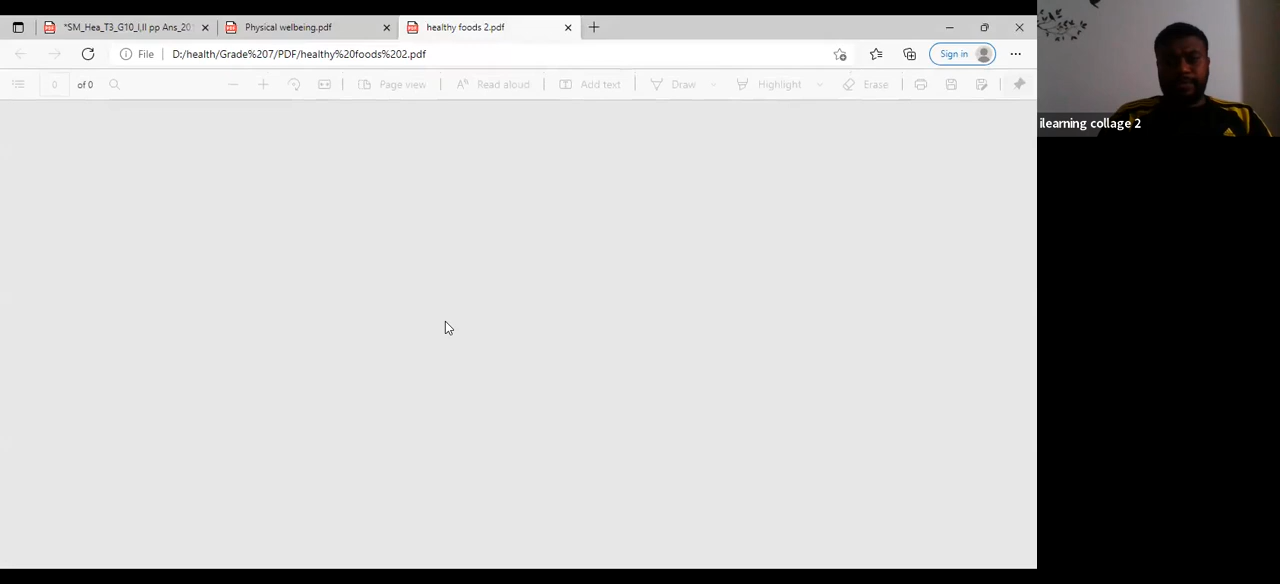 *SM_Hea_T3_G10_I,II pp Ans_20
Physical wellbeing.pdf
healthy foods 2.pdf
File
D:/health/Grade%207/PDF/healthy%20foods%202.pdf
Sign in
0 of 0
Page view
Read aloud
Add text
Draw
Highlight
Erase
ilearning collage 2